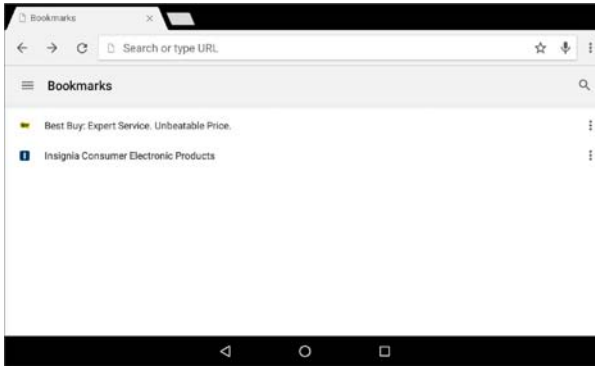 Bookmarks
Search or type URL
Bookmarks
Best Buy: Expert Service. Unbeatable Price.
Insignia Consumer Electronic Products